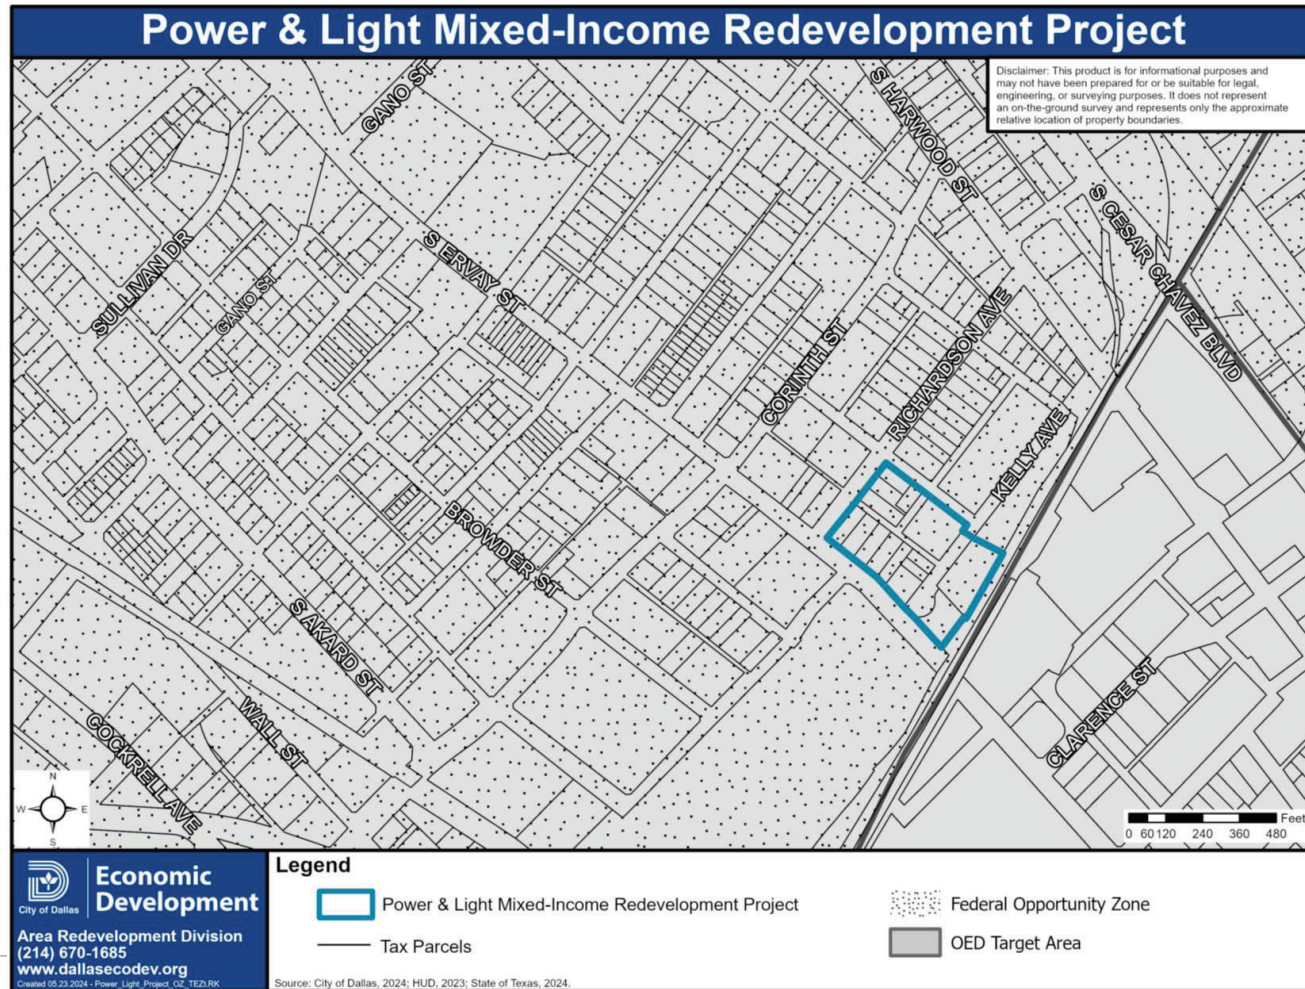 Power & Light Mixed-Income Redevelopment Project
Disclaimer: This product is for informational purposes and
may not have been prepared for or be suitable for legal,
engineering, or surveying purposes. It does not represent
an on-the-ground survey and represents only the approximate
relative location of property boundaries.
GANO ST
S HARWOOD ST
S CESAR CHAVEZ BLVD
SULLIVAN DR
GANO ST
S ERVAY ST
CORINTH ST
RICHARDSON AVE
KELLY AVE
BROWDER ST
S AKARD ST
WALL ST
COCKRELL AVE
CLARENCE ST
N
W E
S
Feet
0 60 120 240 360 480
City of Dallas
Economic
Development
Area Redevelopment Division
(214) 670-1685
www.dallasecodev.org
Created 05.23.2024 - Power_Light_Project_OZ_TEZt.RK
Legend
Power & Light Mixed-Income Redevelopment Project
Tax Parcels
Federal Opportunity Zone
OED Target Area
Source: City of Dallas, 2024; HUD, 2023; State of Texas, 2024.